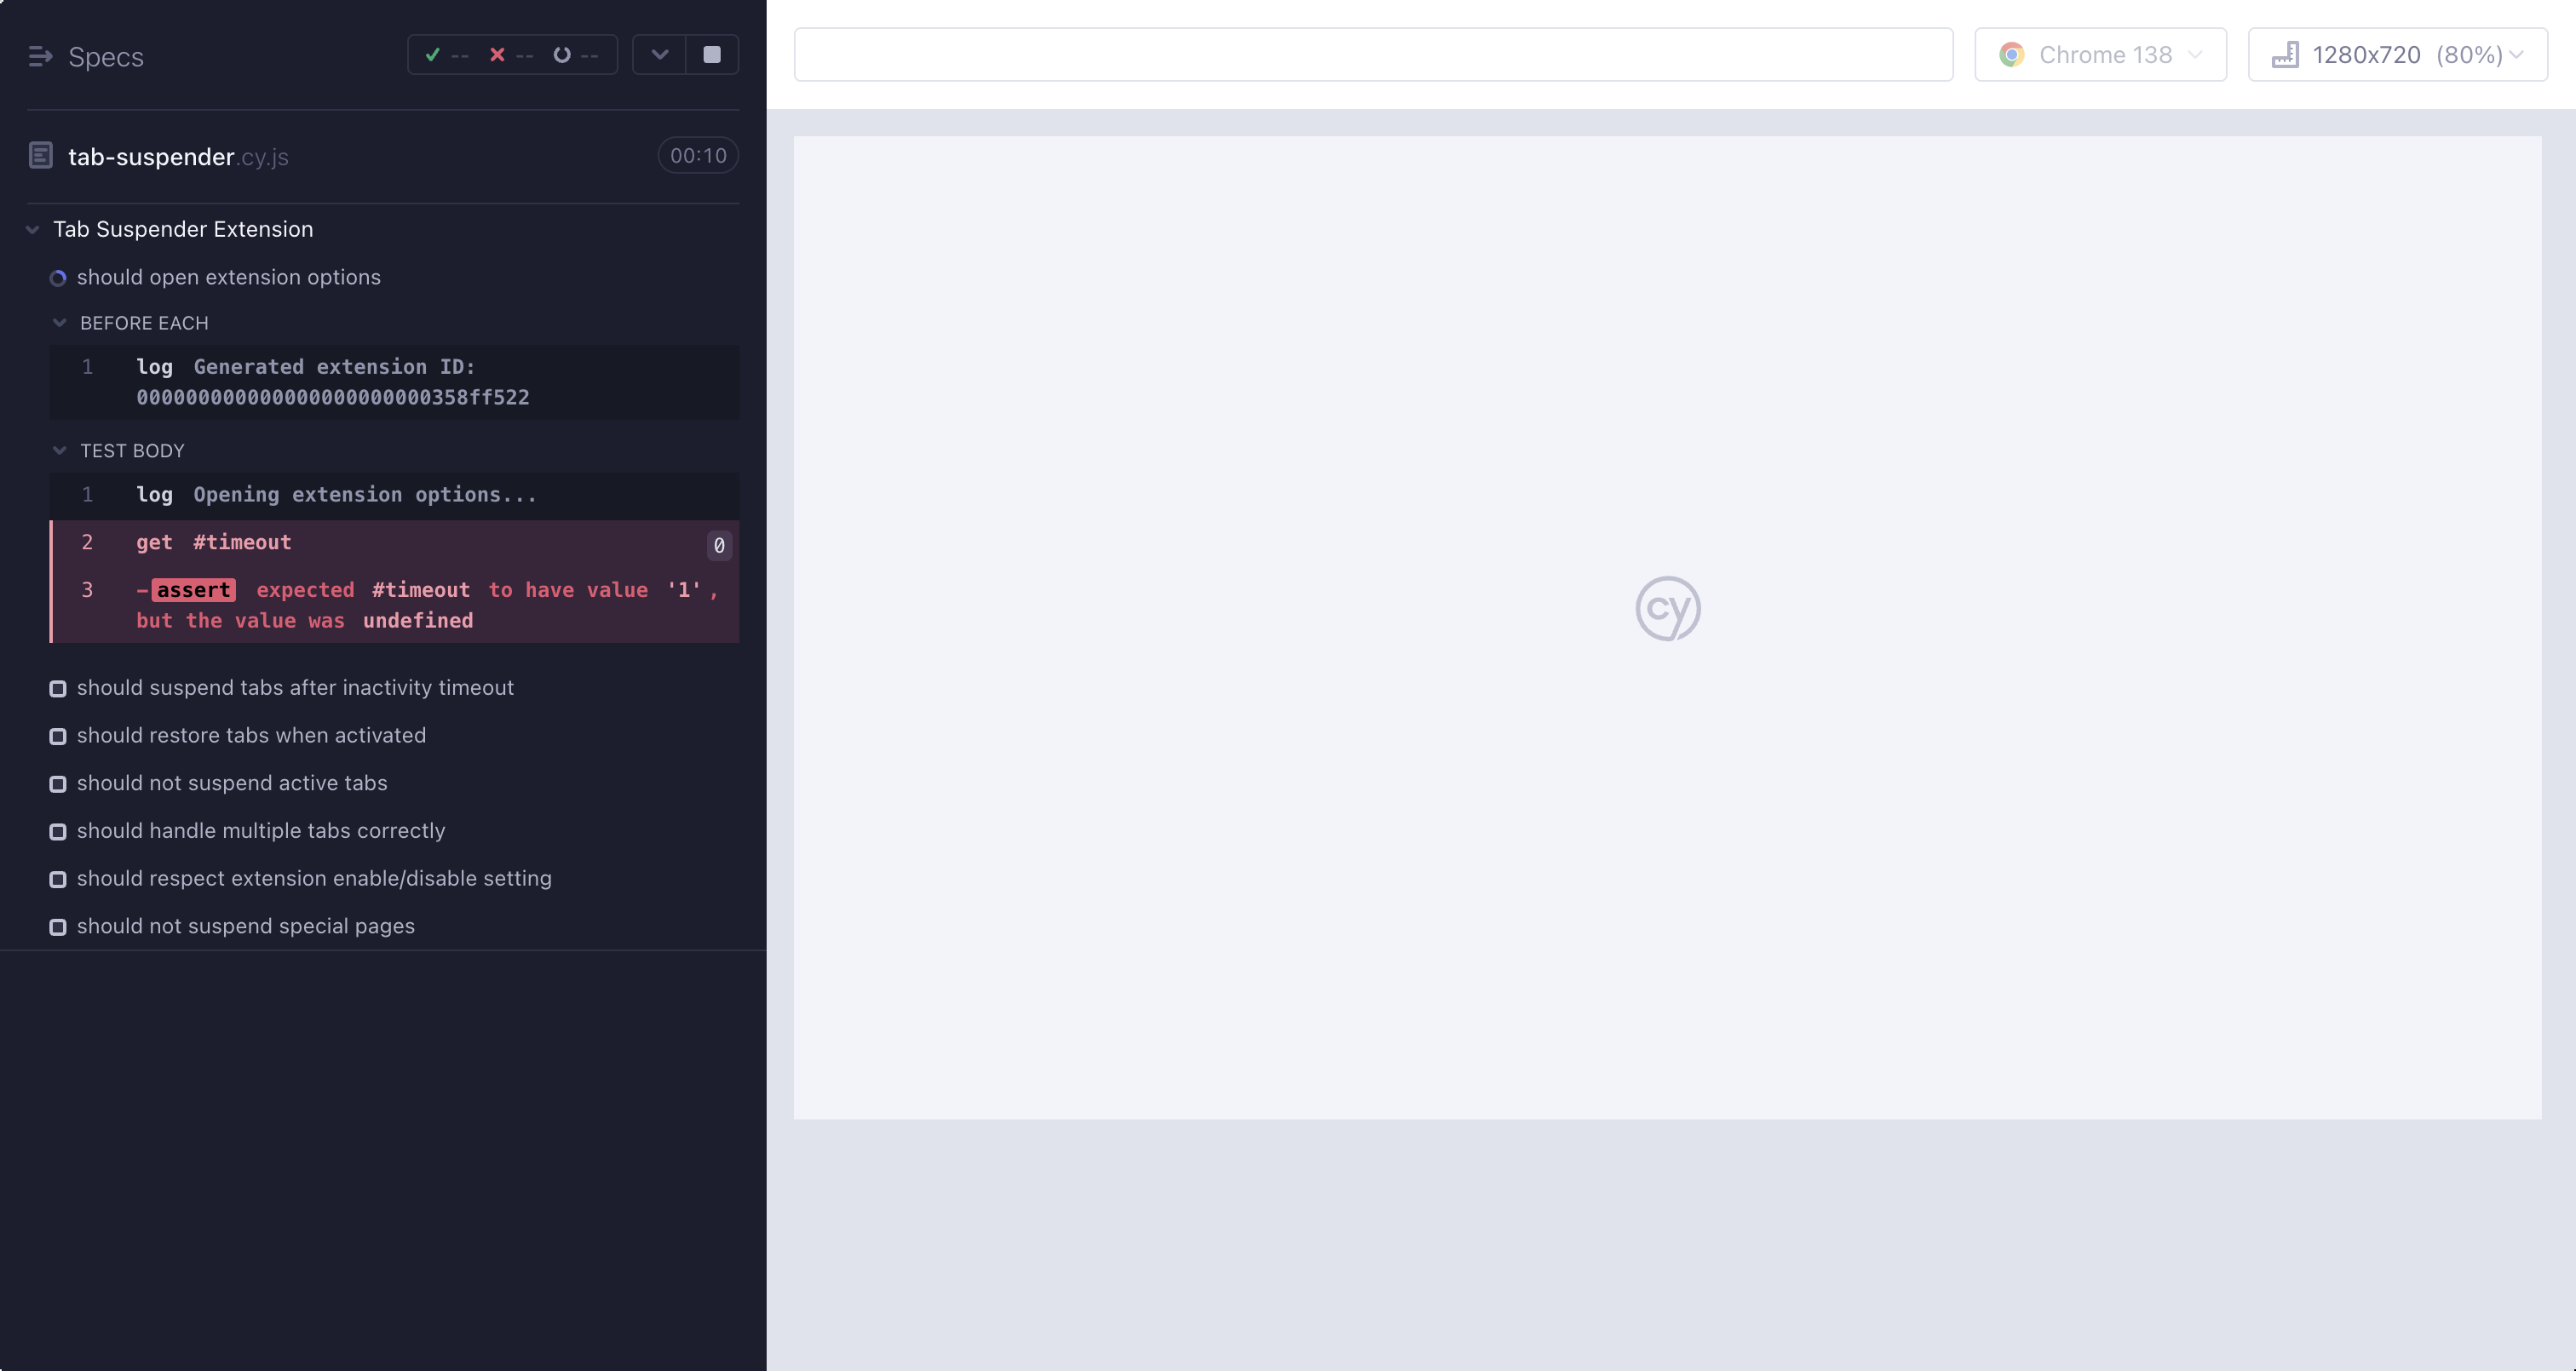 Specs
-- -- --
Chrome 138
1280x720 (80%)
tab-suspender.cy.js
00:10
Tab Suspender Extension
should open extension options
BEFORE EACH
1 log Generated extension ID:
000000000000000000000000358ff522
TEST BODY
1 log Opening extension options...
2 get #timeout 0
3 -assert expected #timeout to have value '1',
but the value was undefined
should suspend tabs after inactivity timeout
should restore tabs when activated
should not suspend active tabs
should handle multiple tabs correctly
should respect extension enable/disable setting
should not suspend special pages
cy